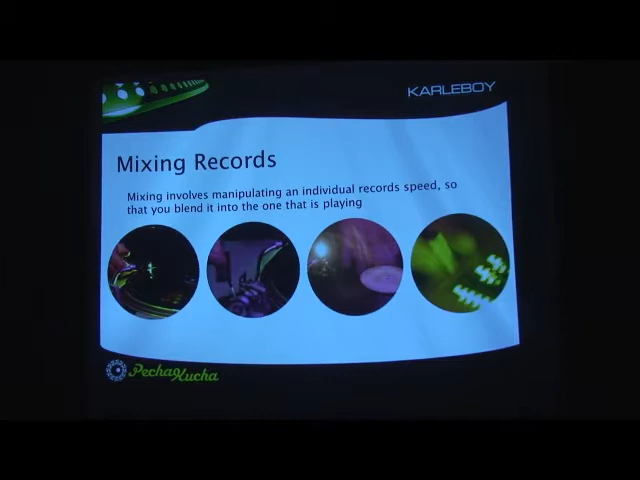 KARLEBOY
Mixing Records
Mixing involves manipulating an individual records speed, so
that you blend it into the one that is playing
PechaKucha